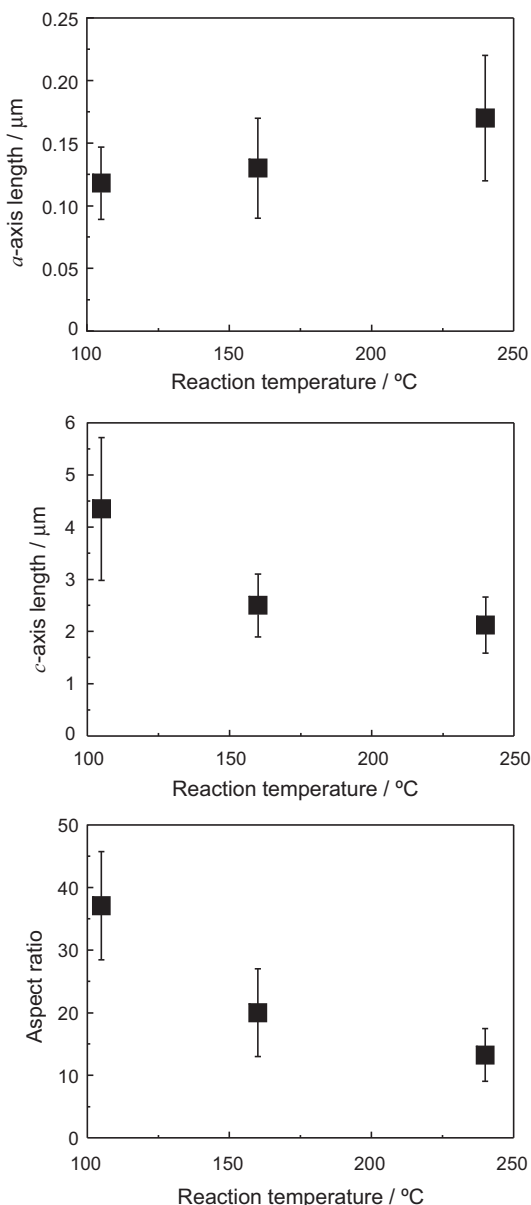 0.25
0.20
0.15
0.10
0.05
0
100 150 200 250
a-axis length / μm
Reaction temperature / ºC
6
5
4
3
2
1
0
100 150 200 250
c-axis length / μm
Reaction temperature / ºC
50
40
30
20
10
0
100 150 200 250
Aspect ratio
Reaction temperature / ºC